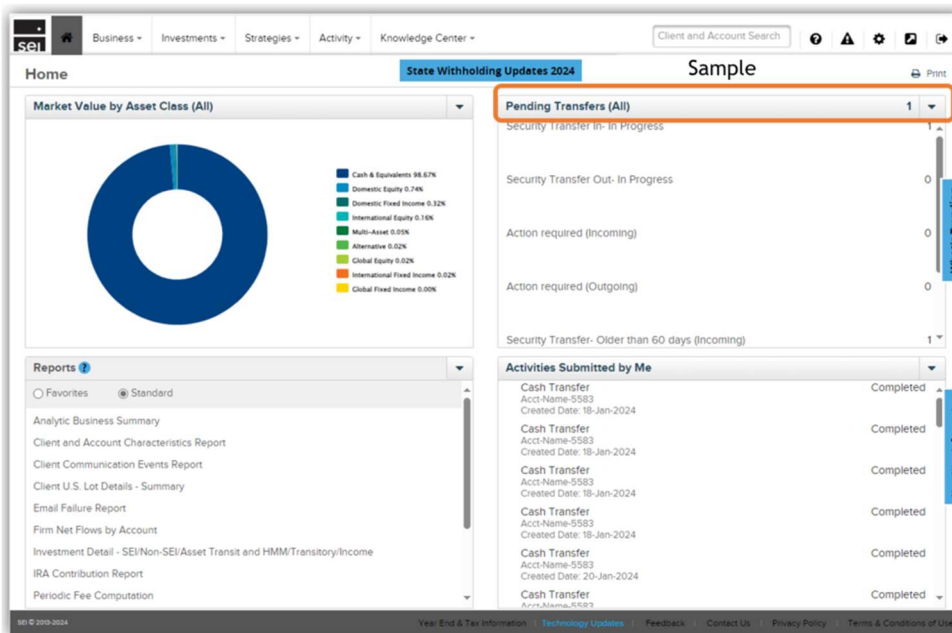 sei
Business
Investments
Strategies
Activity
Knowledge Center
Client and Account Search
Home
State Withholding Updates 2024
Sample
Print
Market Value by Asset Class (All)
Cash & Equivalents 98.67%
Domestic Equity 0.74%
Domestic Fixed Income 0.32%
International Equity 0.16%
Multi-Asset 0.05%
Alternative 0.02%
Global Equity 0.02%
International Fixed Income 0.02%
Global Fixed Income 0.00%
Pending Transfers (All) 1
Security Transfer In- In Progress 1
Security Transfer Out- In Progress 0
Action required (Incoming) 0
Action required (Outgoing) 0
Security Transfer- Older than 60 days (Incoming) 1
Reports ?
Favorites Standard
Analytic Business Summary
Client and Account Characteristics Report
Client Communication Events Report
Client U.S. Lot Details - Summary
Email Failure Report
Firm Net Flows by Account
Investment Detail - SEI/Non-SEI/Asset Transit and HMM/Transitory/Income
IRA Contribution Report
Periodic Fee Computation
Activities Submitted by Me
Cash Transfer Completed
Acct-Name-5583
Created Date: 18-Jan-2024
Cash Transfer Completed
Acct-Name-5583
Created Date: 18-Jan-2024
Cash Transfer Completed
Acct-Name-5583
Created Date: 18-Jan-2024
Cash Transfer Completed
Acct-Name-5583
Created Date: 18-Jan-2024
Cash Transfer Completed
Acct-Name-5583
Created Date: 20-Jan-2024
Cash Transfer Completed
Acct-Name-5583
SEI © 2013-2024
Year End & Tax Information | Technology Updates | Feedback | Contact Us | Privacy Policy | Terms & Conditions of Use